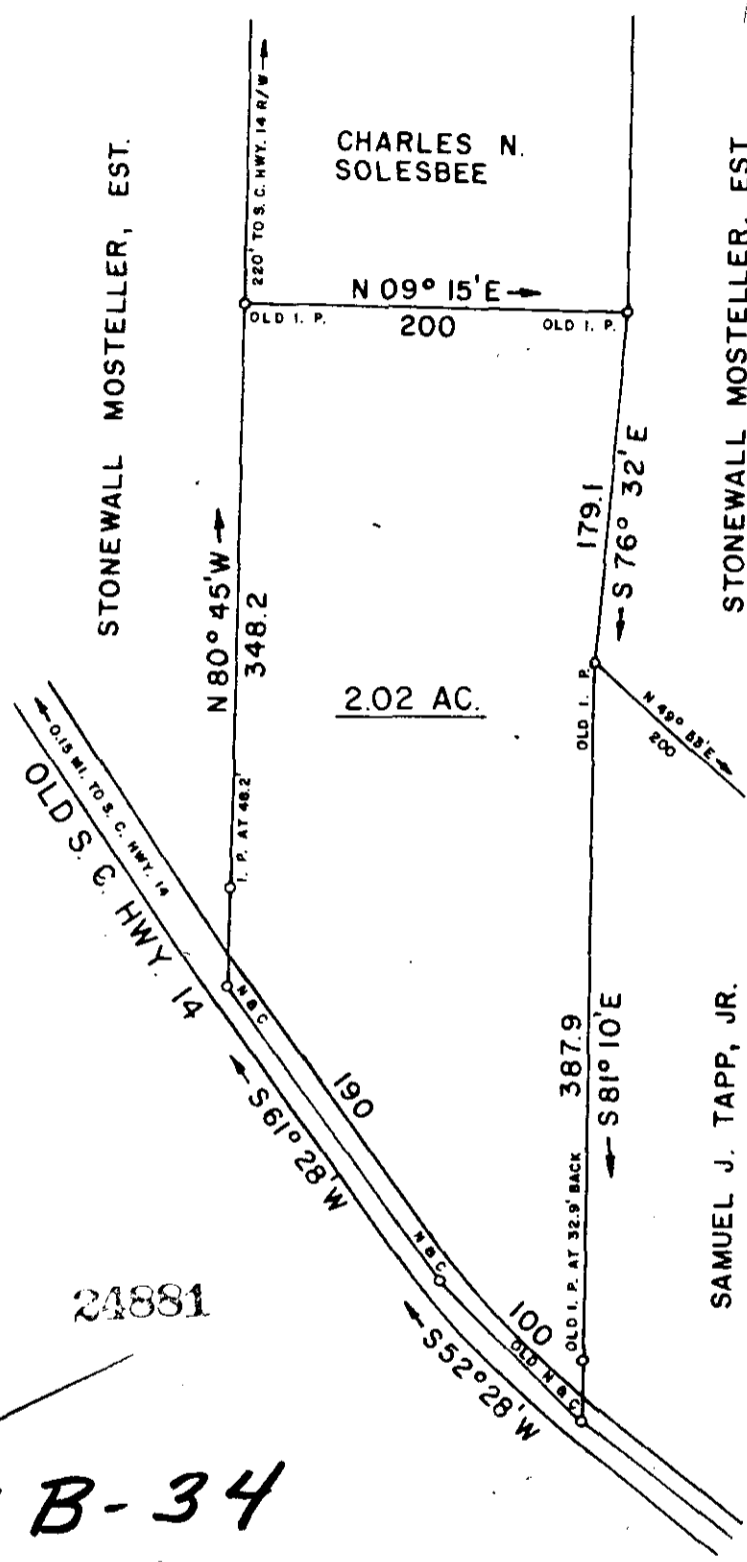 220' TO S. C. HWY. 14 R/W →
CHARLES N.
SOLESBEE
STONEWALL MOSTELLER, EST.
STONEWALL MOSTELLER, EST
N 09° 15' E →
200
OLD I. P.
OLD I. P.
N 80° 45' W →
348.2
179.1
← S 76° 32' E
2.02 AC.
OLD I. P.
N 49° 53' E →
200
I. P. AT 48.2'
← 0.15 MI. TO S. C. HWY. 14
OLD S. C. HWY. 14
N & C
190
← S 61° 28' W
387.9
← S 81° 10' E
OLD I. P. AT 32.9' BACK
SAMUEL J. TAPP, JR.
N & C
100
OLD N & C
← S 52° 28' W
24881
B - 34